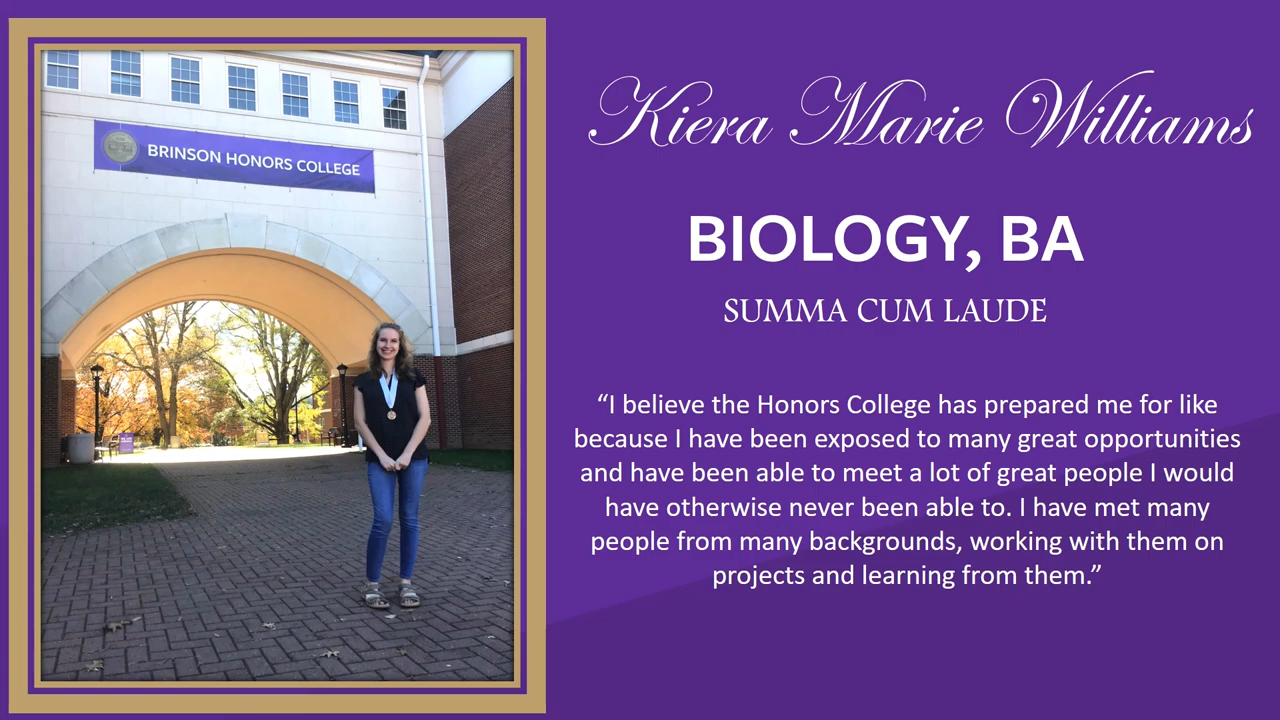 BRINSON HONORS COLLEGE
Kiera Marie Williams
BIOLOGY, BA
SUMMA CUM LAUDE
“I believe the Honors College has prepared me for like
because I have been exposed to many great opportunities
and have been able to meet a lot of great people I would
have otherwise never been able to. I have met many
people from many backgrounds, working with them on
projects and learning from them.”